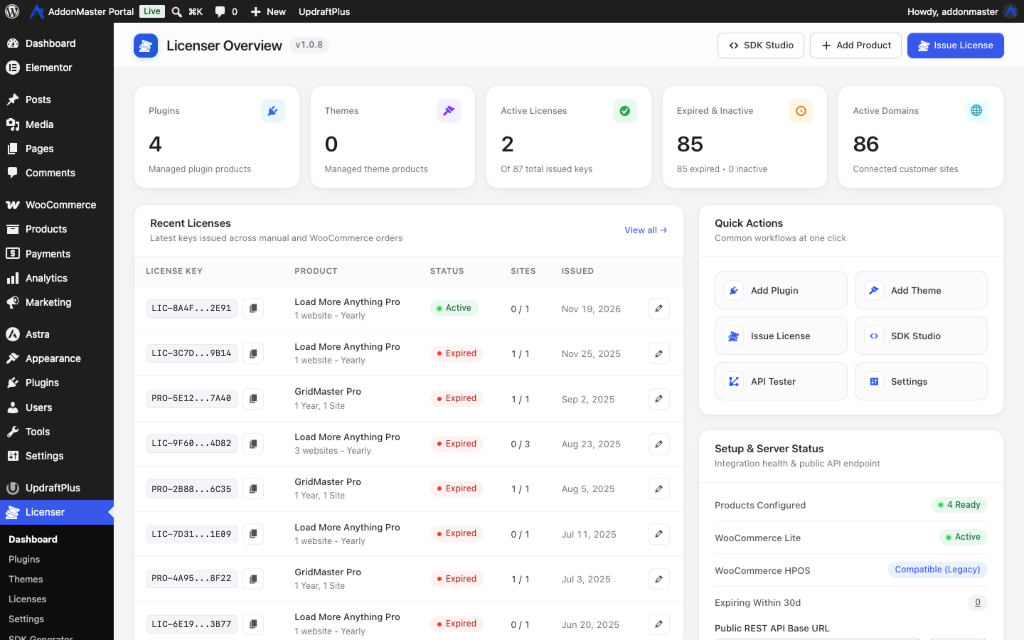 AddonMaster Portal Live ⌘K 0 New UpdraftPlus Howdy, addonmaster
Dashboard
Elementor
Posts
Media
Pages
Comments
WooCommerce
Products
Payments
Analytics
Marketing
Astra
Appearance
Plugins
Users
Tools
Settings
UpdraftPlus
Licenser
Dashboard
Plugins
Themes
Licenses
Settings
SDK Generator
Licenser Overview v1.0.8 SDK Studio Add Product Issue License
Plugins
4
Managed plugin products
Themes
0
Managed theme products
Active Licenses
2
Of 87 total issued keys
Expired & Inactive
85
85 expired • 0 inactive
Active Domains
86
Connected customer sites
Recent Licenses
Latest keys issued across manual and WooCommerce orders
View all →
LICENSE KEY PRODUCT STATUS SITES ISSUED
LIC-8A4F...2E91 Load More Anything Pro Active 0 / 1 Nov 19, 2026
1 website - Yearly
LIC-3C7D...9B14 Load More Anything Pro Expired 1 / 1 Nov 25, 2025
1 website - Yearly
PRO-5E12...7A40 GridMaster Pro Expired 1 / 1 Sep 2, 2025
1 Year, 1 Site
LIC-9F60...4D82 Load More Anything Pro Expired 0 / 3 Aug 23, 2025
3 websites - Yearly
PRO-2B88...6C35 GridMaster Pro Expired 1 / 1 Aug 5, 2025
1 Year, 1 Site
LIC-7D31...1E09 Load More Anything Pro Expired 0 / 1 Jul 11, 2025
1 website - Yearly
PRO-4A95...8F22 GridMaster Pro Expired 1 / 1 Jul 3, 2025
1 Year, 1 Site
LIC-6E19...3B77 Load More Anything Pro Expired 0 / 1 Jun 20, 2025
1 website - Yearly
Quick Actions
Common workflows at one click
Add Plugin Add Theme
Issue License SDK Studio
API Tester Settings
Setup & Server Status
Integration health & public API endpoint
Products Configured 4 Ready
WooCommerce Lite Active
WooCommerce HPOS Compatible (Legacy)
Expiring Within 30d 0
Public REST API Base URL